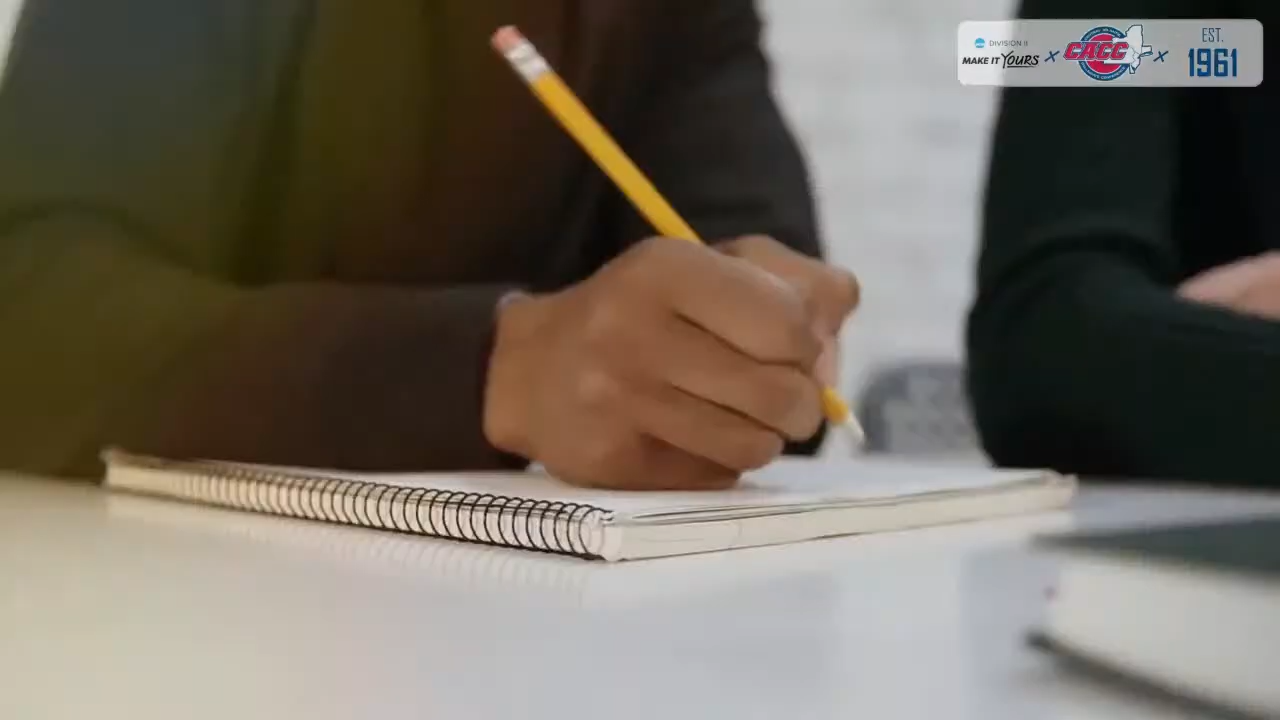 DIVISION II
MAKE IT YOURS
X
CACC
X
EST.
1961